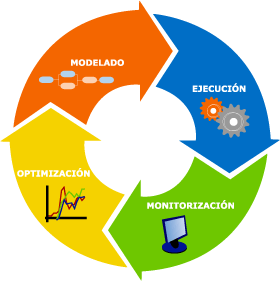 MODELADO
EJECUCIÓN
MONITORIZACIÓN
OPTIMIZACIÓN